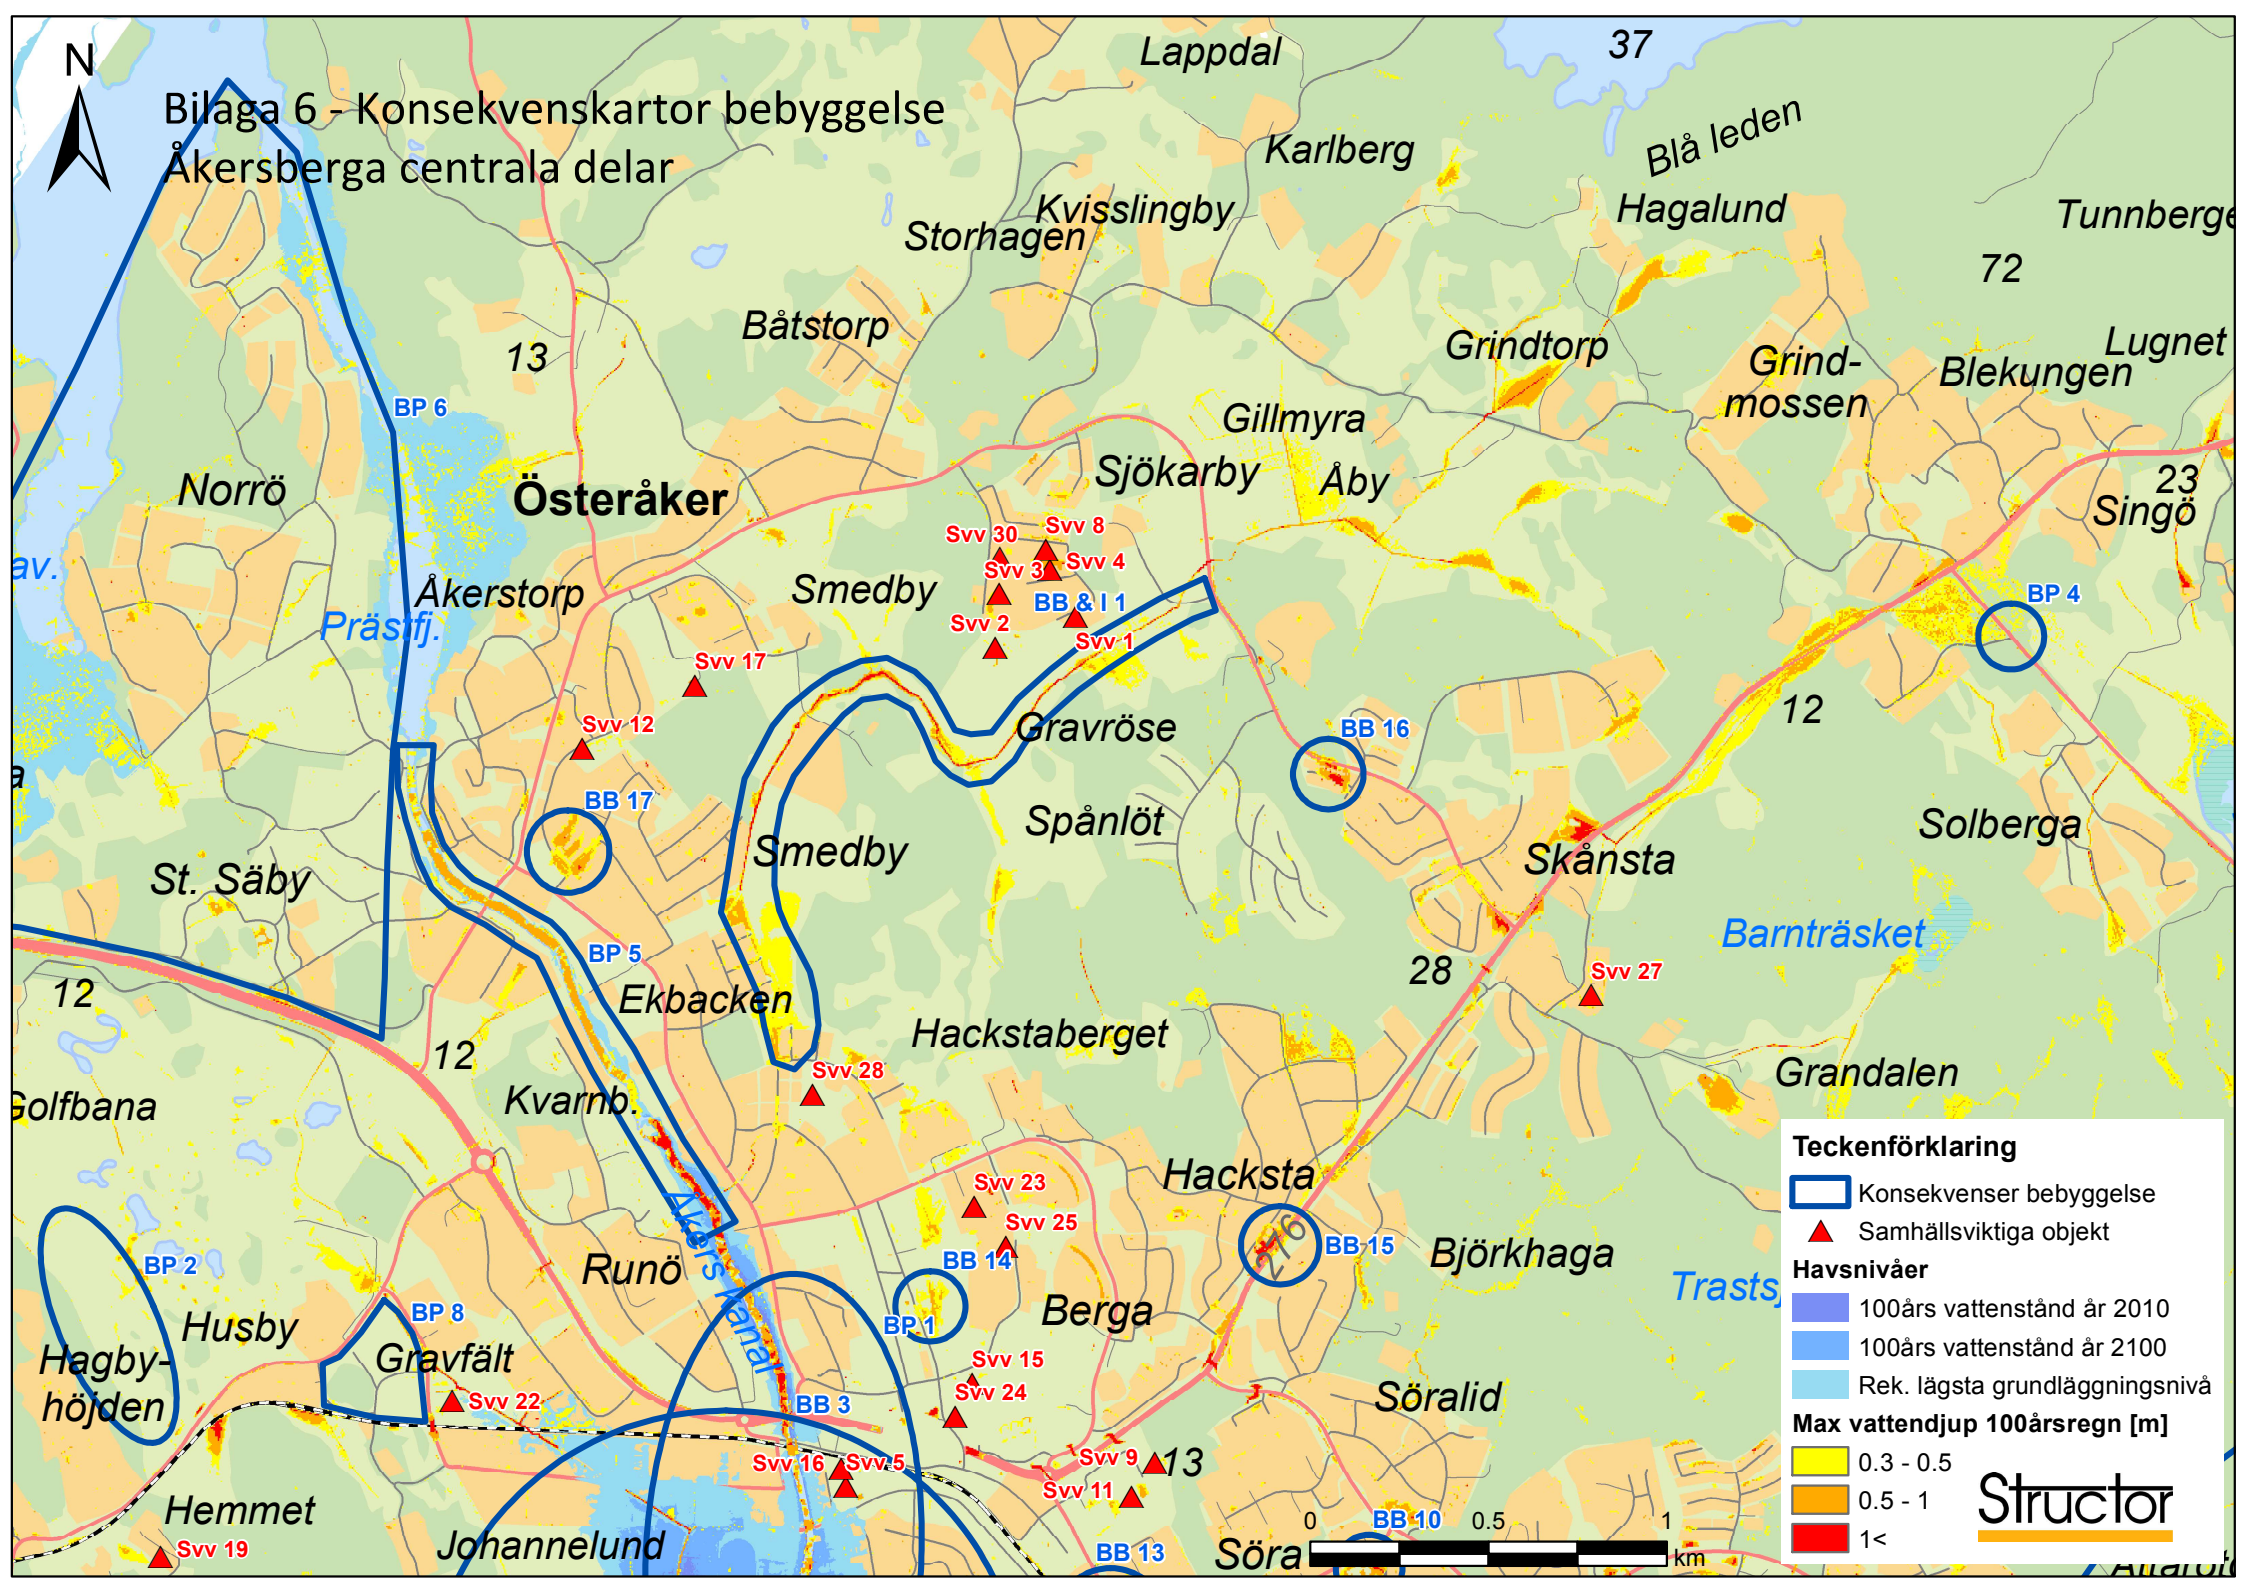 N
Bilaga 6 - Konsekvenskartor bebyggelse
Åkersberga centrala delar
Lappdal
37
Karlberg
Blå leden
Hagalund
Kvisslingby
Storhagen
72
Båtstorp
13
Grindtorp
Grind-
mossen
Lugnet
Blekungen
BP 6
Gillmyra
Sjökarby
Åby
Norrö
Österåker
23
Singö
Svv 30
Svv 8
Svv 4
Svv 3
Åkerstorp
Smedby
BB & I 1
BP 4
Prästfj.
Svv 2
Svv 1
Svv 17
Svv 12
Gravröse
BB 16
12
BB 17
Spånlöt
Smedby
Skånsta
Solberga
St. Säby
Barnträsket
BP 5
28
Svv 27
12
Ekbacken
Hackstaberget
12
Svv 28
Grandalen
Kvarnb.
Hacksta
Svv 23
Svv 25
Åkers kanal
Runö
BB 14
276
BB 15
Björkhaga
BP 2
BP 8
BP 1
Berga
Husby
Gravfält
Hagby-
höjden
Svv 15
Svv 24
Svv 22
BB 3
Söralid
Svv 16
Svv 5
Svv 9
13
Svv 11
Hemmet
Johannelund
Svv 19
BB 13
BB 10
Söra
0 0.5 1
km
Teckenförklaring
Konsekvenser bebyggelse
Samhällsviktiga objekt
Havsnivåer
100års vattenstånd år 2010
100års vattenstånd år 2100
Rek. lägsta grundläggningsnivå
Max vattendjup 100årsregn [m]
0.3 - 0.5
0.5 - 1
1<
Structor